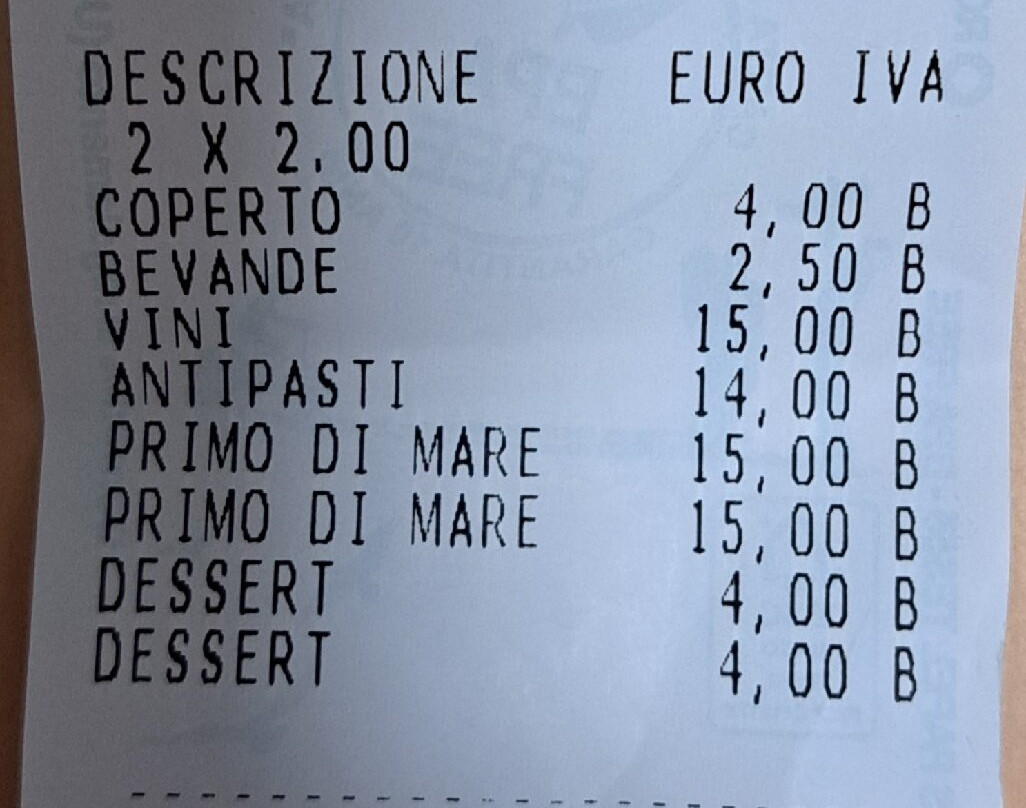 DESCRIZIONE EURO IVA
2 X 2.00
COPERTO 4,00 B
BEVANDE 2,50 B
VINI 15,00 B
ANTIPASTI 14,00 B
PRIMO DI MARE 15,00 B
PRIMO DI MARE 15,00 B
DESSERT 4,00 B
DESSERT 4,00 B